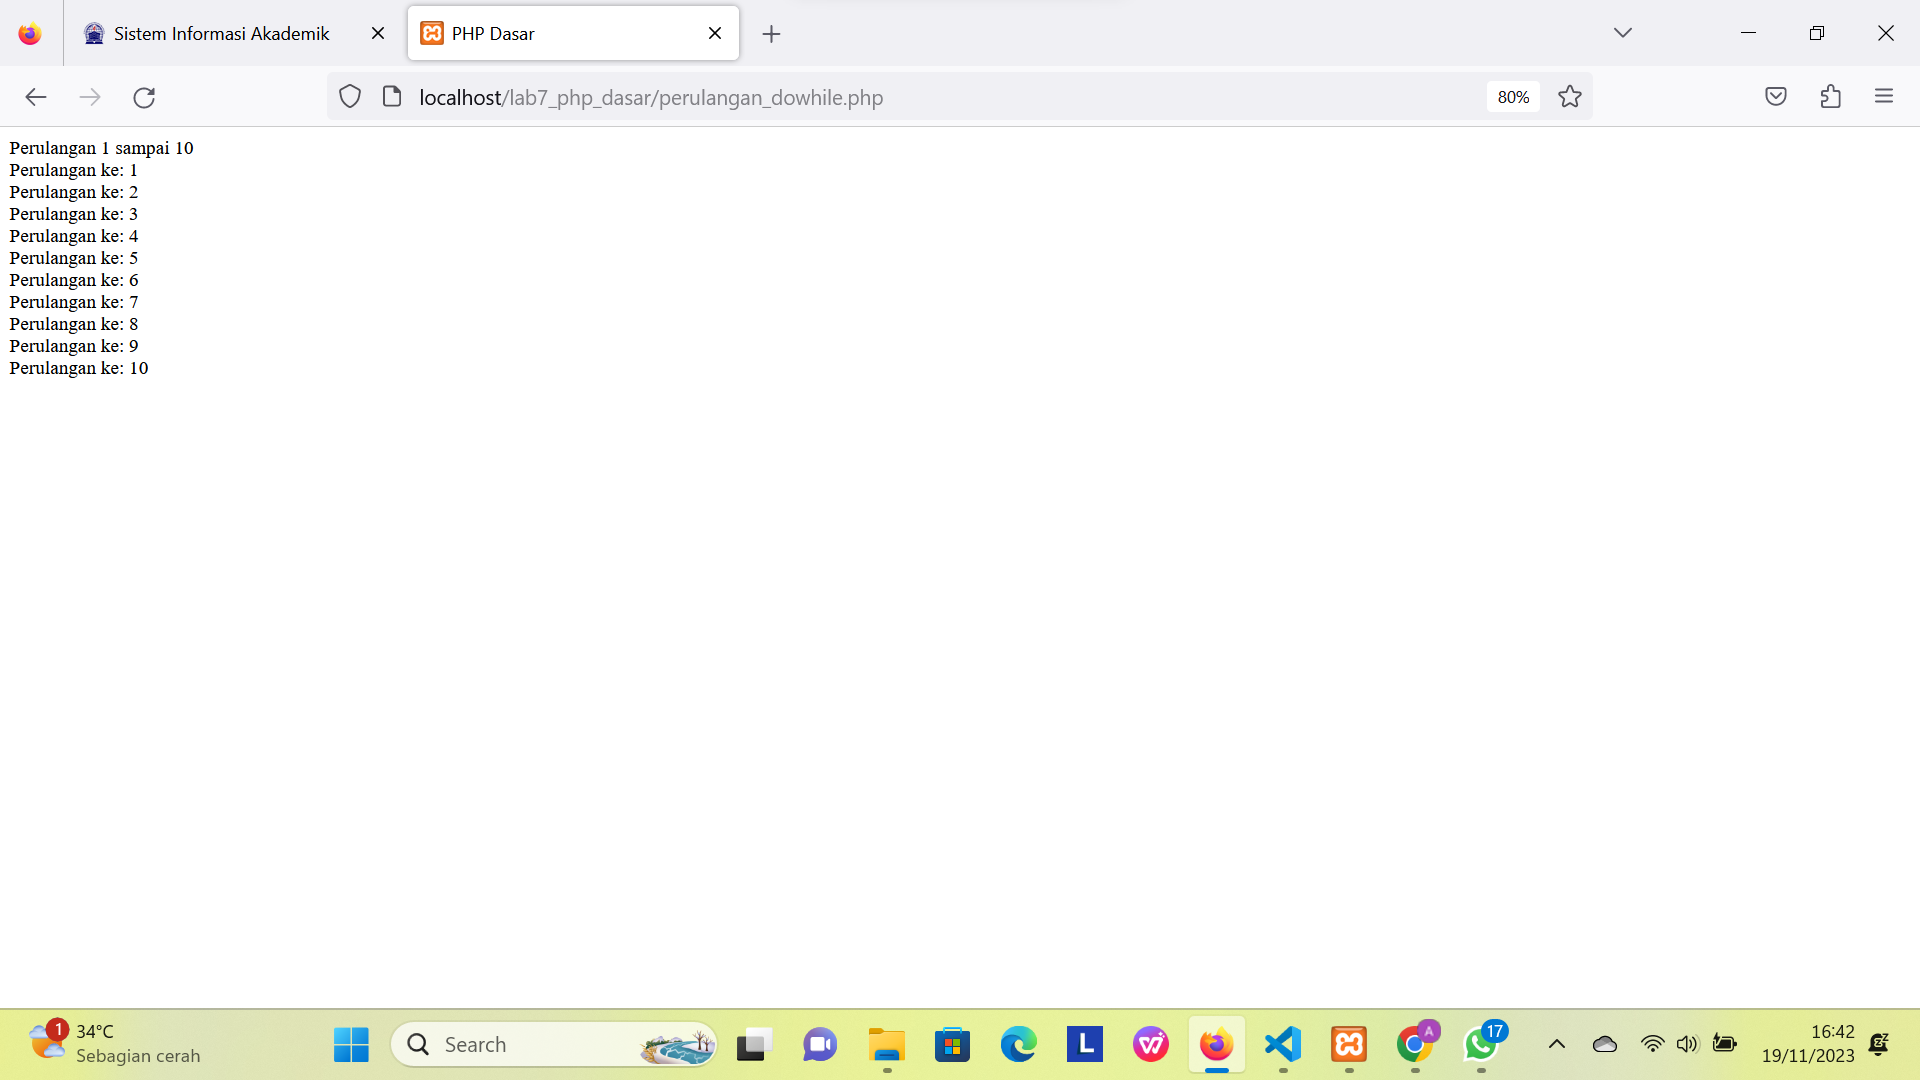 Sistem Informasi Akademik
PHP Dasar
localhost/lab7_php_dasar/perulangan_dowhile.php
80%
Perulangan 1 sampai 10
Perulangan ke: 1
Perulangan ke: 2
Perulangan ke: 3
Perulangan ke: 4
Perulangan ke: 5
Perulangan ke: 6
Perulangan ke: 7
Perulangan ke: 8
Perulangan ke: 9
Perulangan ke: 10
1
34°C
Sebagian cerah
Search
L
A
17
16:42
19/11/2023